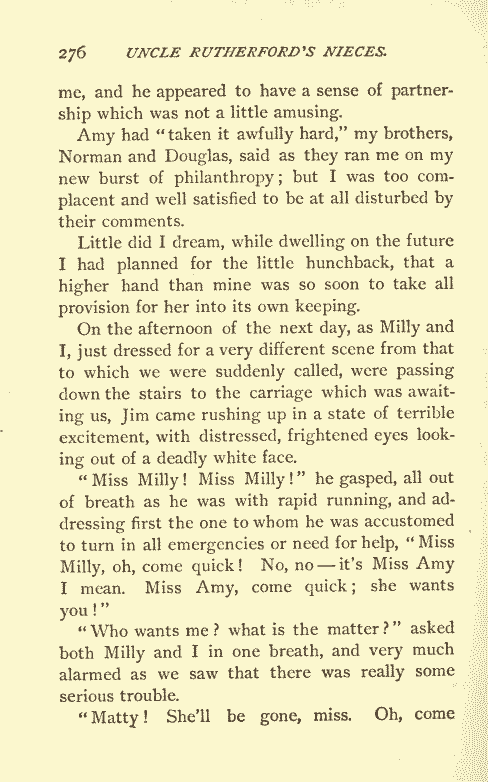 276 UNCLE RUTHERFORD'S NIECES.
me, and he appeared to have a sense of partner-
ship which was not a little amusing.
Amy had "taken it awfully hard," my brothers,
Norman and Douglas, said as they ran me on my
new burst of philanthropy; but I was too com-
placent and well satisfied to be at all disturbed by
their comments.
Little did I dream, while dwelling on the future
I had planned for the little hunchback, that a
higher hand than mine was so soon to take all
provision for her into its own keeping.
On the afternoon of the next day, as Milly and
I, just dressed for a very different scene from that
to which we were suddenly called, were passing
down the stairs to the carriage which was await-
ing us, Jim came rushing up in a state of terrible
excitement, with distressed, frightened eyes look-
ing out of a deadly white face.
"Miss Milly! Miss Milly!" he gasped, all out
of breath as he was with rapid running, and ad-
dressing first the one to whom he was accustomed
to turn in all emergencies or need for help, "Miss
Milly, oh, come quick! No, no—it's Miss Amy
I mean. Miss Amy, come quick; she wants
you!"
"Who wants me? what is the matter?" asked
both Milly and I in one breath, and very much
alarmed as we saw that there was really some
serious trouble.
"Matty! She'll be gone, miss. Oh, come